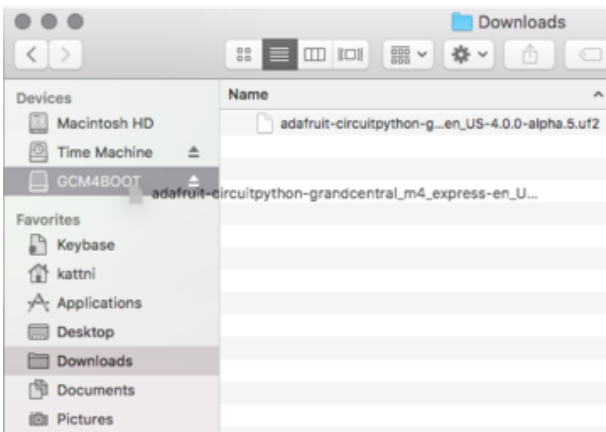 Downloads
Devices
Macintosh HD
Time Machine
GCM4BOOT
Favorites
Keybase
kattni
Applications
Desktop
Downloads
Documents
Pictures
Name
adafruit-circuitpython-g...en_US-4.0.0-alpha.5.uf2
adafruit-circuitpython-grandcentral_m4_express-en_U...